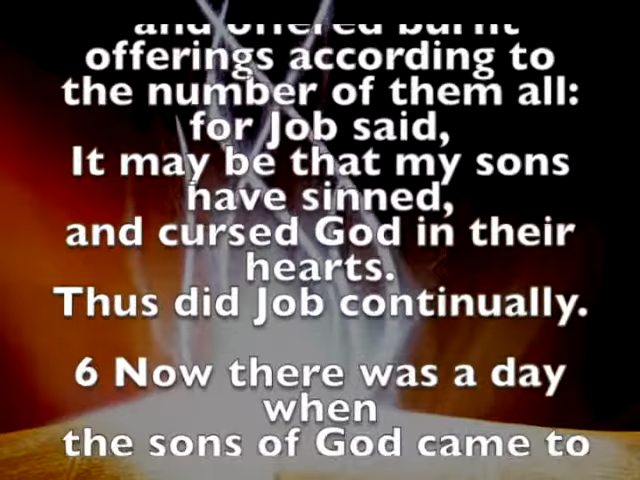 and offered burnt
offerings according to
the number of them all:
for Job said,
It may be that my sons
have sinned,
and cursed God in their
hearts.
Thus did Job continually.
6 Now there was a day
when
the sons of God came to